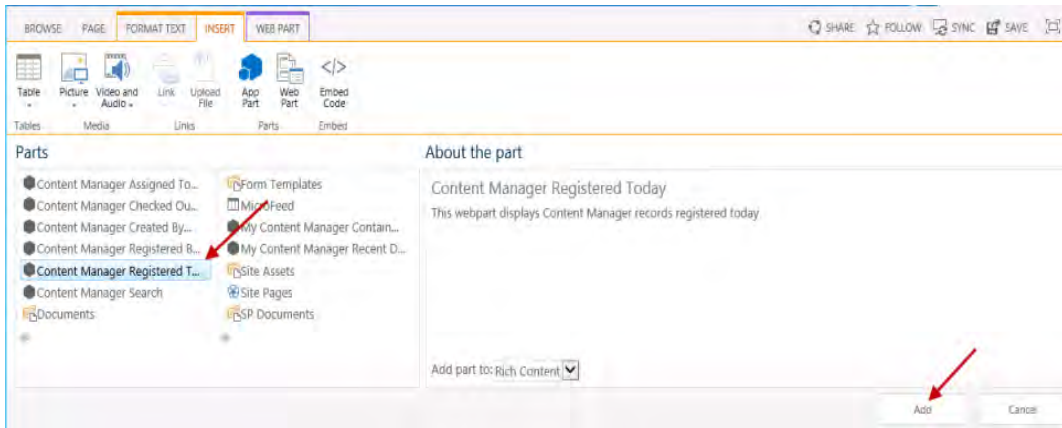 BROWSE PAGE FORMAT TEXT INSERT WEB PART SHARE FOLLOW SYNC SAVE
Table Picture Video and Audio Link Upload File App Part Web Part Embed Code
Tables Media Links Parts Embed
Parts
Content Manager Assigned To...
Content Manager Checked Ou...
Content Manager Created By...
Content Manager Registered B...
Content Manager Registered T...
Content Manager Search
Documents
Form Templates
MicroFeed
My Content Manager Contain...
My Content Manager Recent D...
Site Assets
Site Pages
SP Documents
About the part
Content Manager Registered Today
This webpart displays Content Manager records registered today
Add part to: Rich Content
Add Cancel